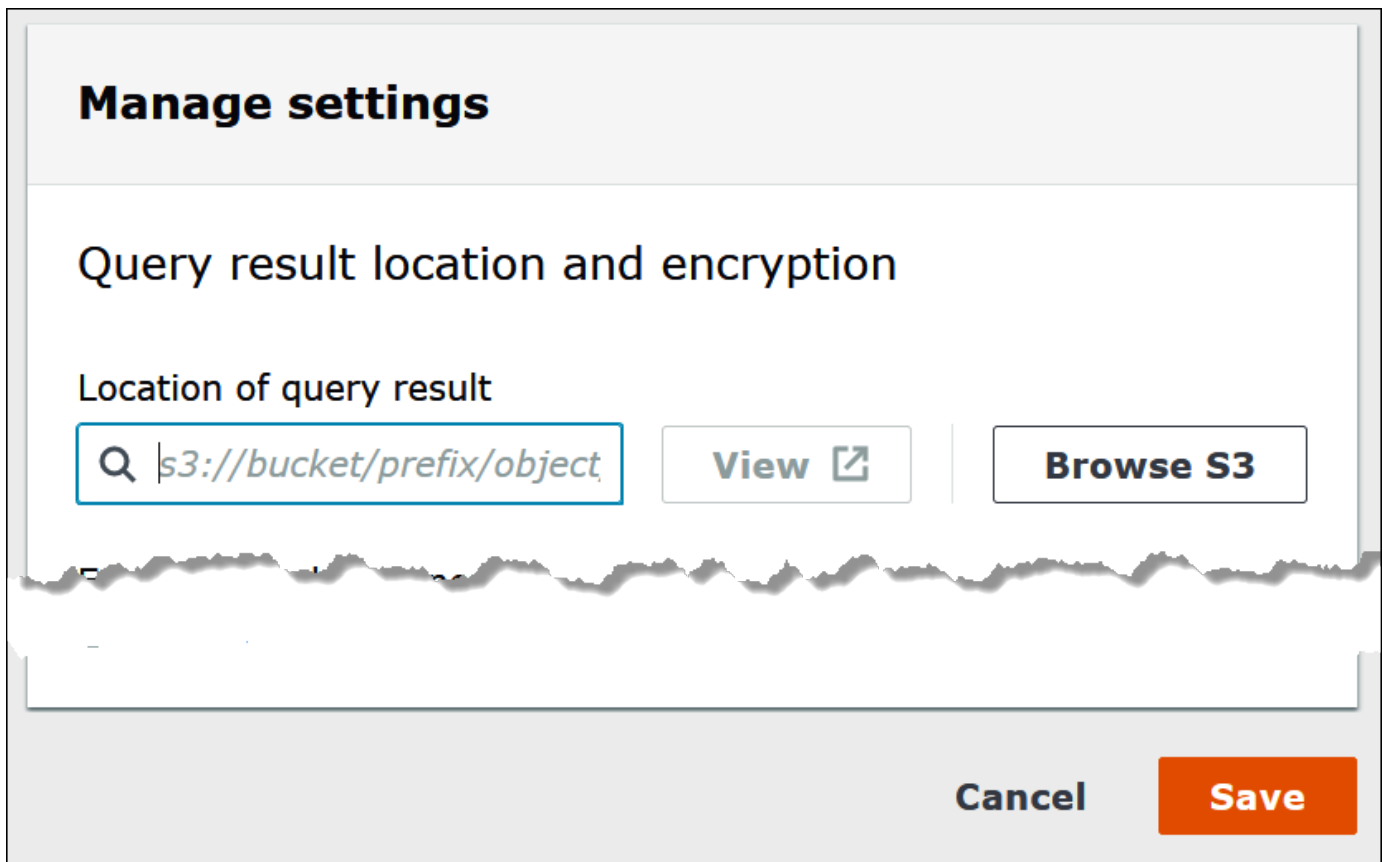 Manage settings
Query result location and encryption
Location of query result
s3://bucket/prefix/object
View
Browse S3
Cancel
Save